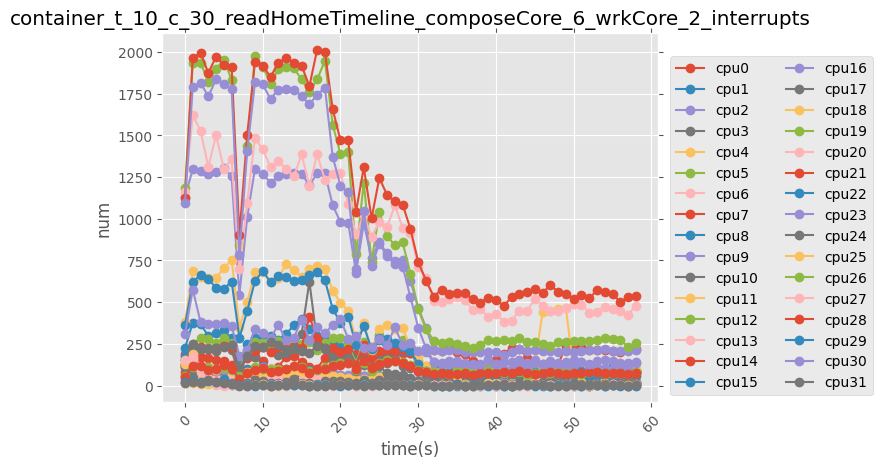 container_t_10_c_30_readHomeTimeline_composeCore_6_wrkCore_2_interrupts
2000
1750
1500
1250
1000
750
500
250
0
num
0 10 20 30 40 50 60
time(s)
cpu0 cpu16
cpu1 cpu17
cpu2 cpu18
cpu3 cpu19
cpu4 cpu20
cpu5 cpu21
cpu6 cpu22
cpu7 cpu23
cpu8 cpu24
cpu9 cpu25
cpu10 cpu26
cpu11 cpu27
cpu12 cpu28
cpu13 cpu29
cpu14 cpu30
cpu15 cpu31